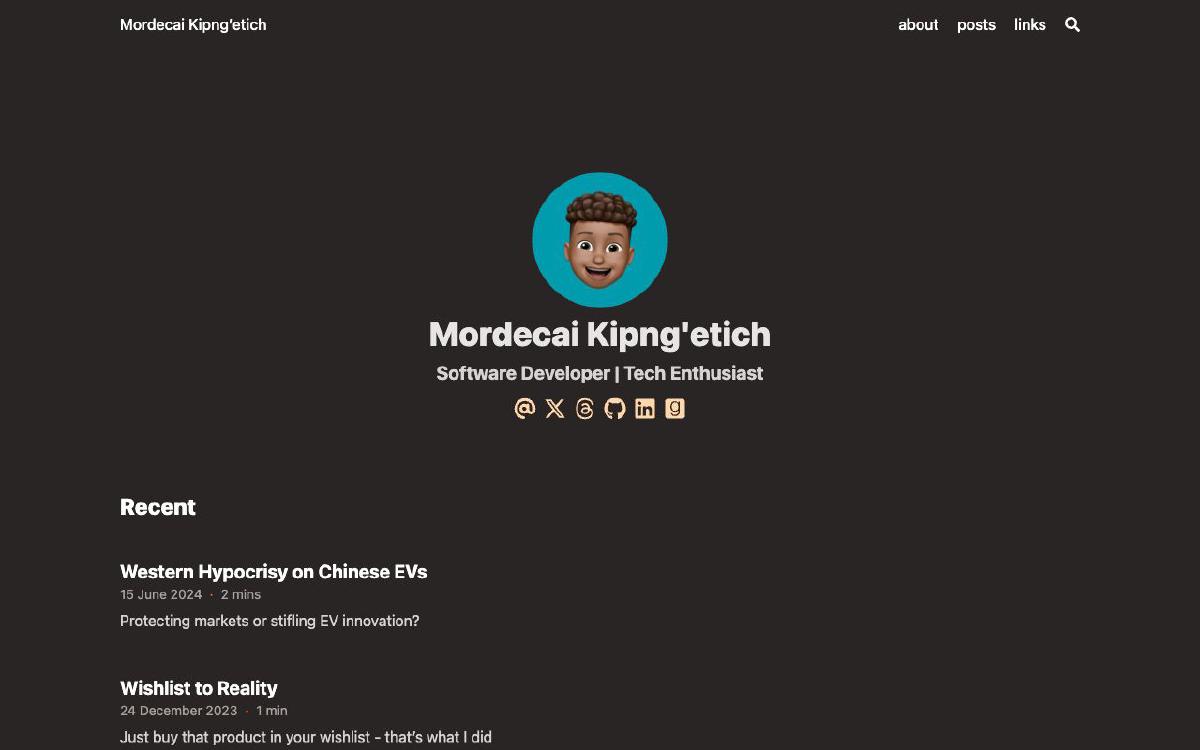 Mordecai Kipng’etich
about posts links
Mordecai Kipng'etich
Software Developer | Tech Enthusiast
Recent
Western Hypocrisy on Chinese EVs
15 June 2024 · 2 mins
Protecting markets or stifling EV innovation?
Wishlist to Reality
24 December 2023 · 1 min
Just buy that product in your wishlist - that’s what I did